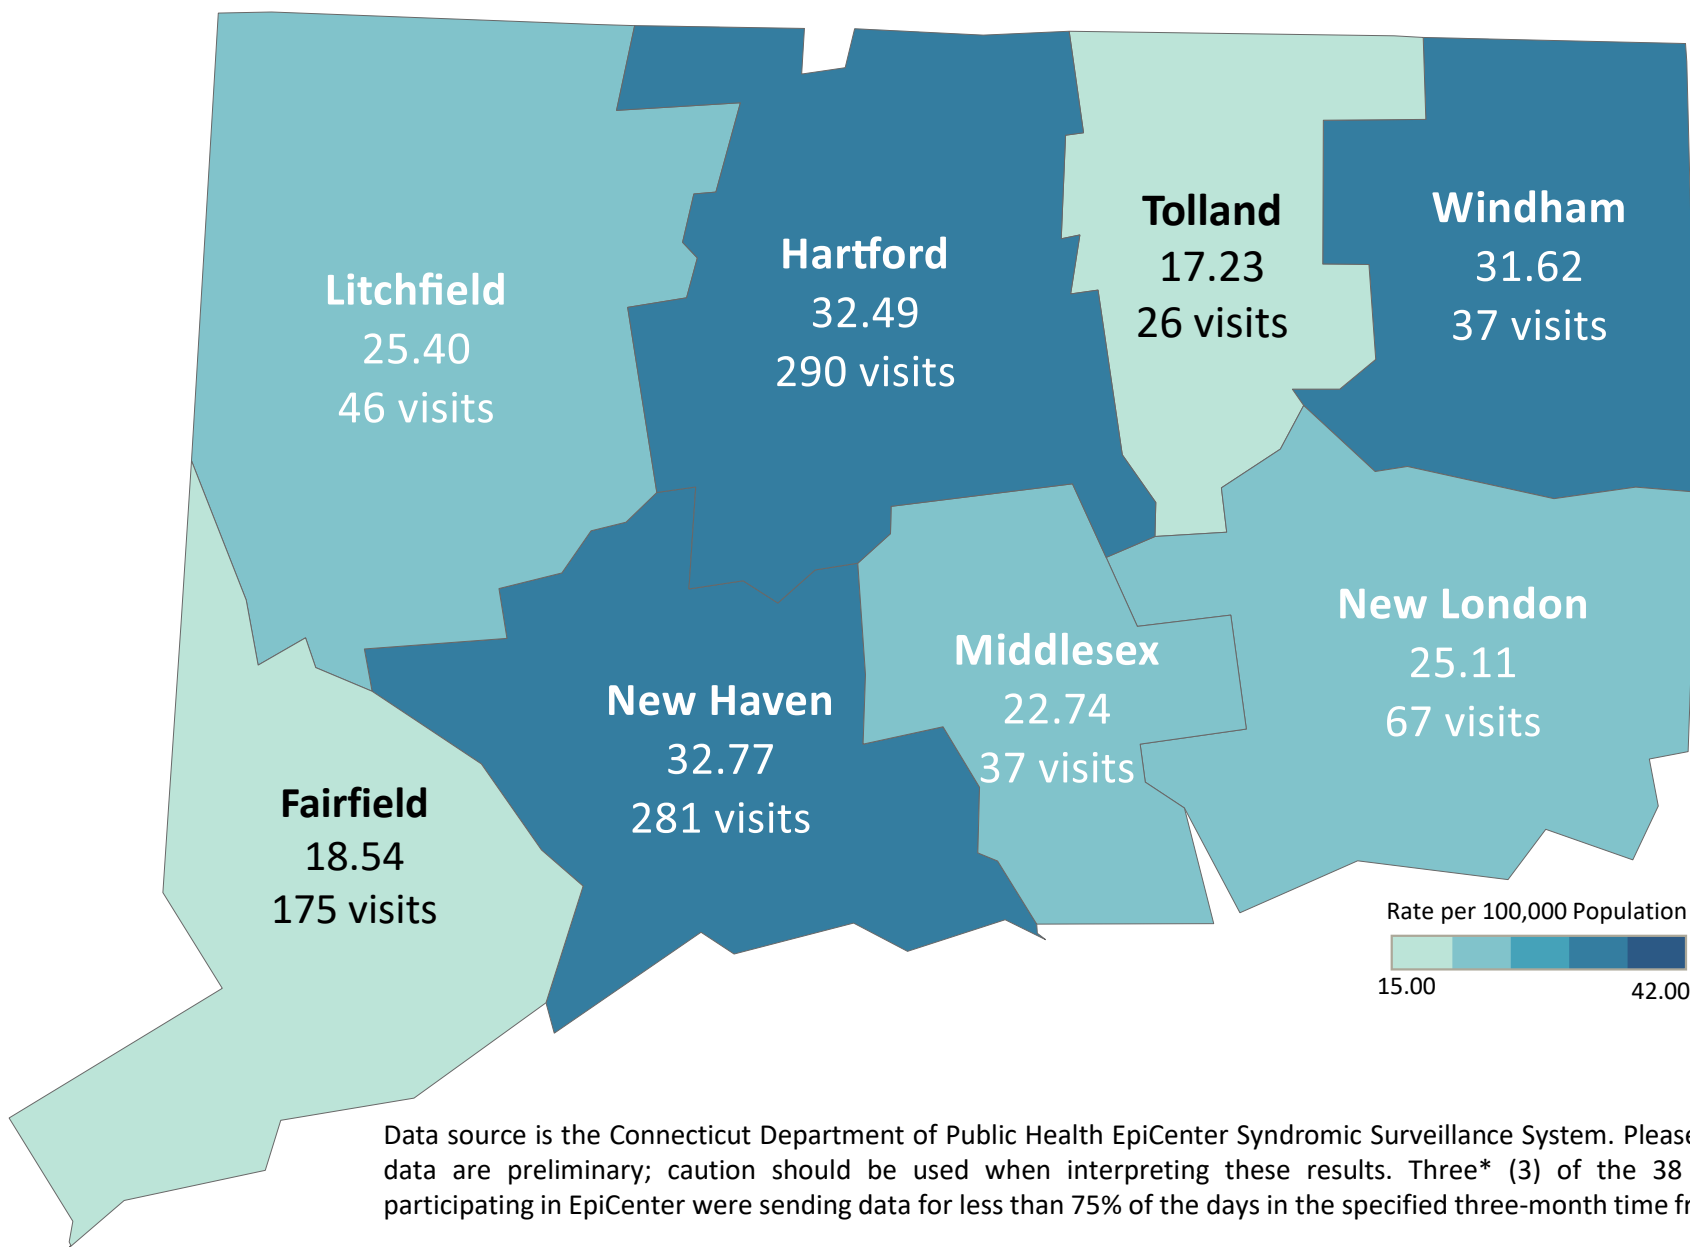 Tolland
17.23
26 visits
Windham
31.62
37 visits
Hartford
32.49
290 visits
Litchfield
25.40
46 visits
New London
25.11
67 visits
Middlesex
22.74
37 visits
New Haven
32.77
281 visits
Fairfield
18.54
175 visits
Rate per 100,000 Population
15.00
42.00
Data source is the Connecticut Department of Public Health EpiCenter Syndromic Surveillance System. Please
data are preliminary; caution should be used when interpreting these results. Three* (3) of the 38
participating in EpiCenter were sending data for less than 75% of the days in the specified three-month time